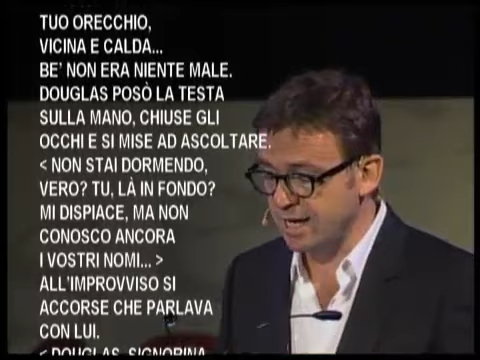 TUO ORECCHIO,
VICINA E CALDA...
BE' NON ERA NIENTE MALE.
DOUGLAS POSÒ LA TESTA
SULLA MANO, CHIUSE GLI
OCCHI E SI MISE AD ASCOLTARE.
< NON STAI DORMENDO,
VERO? TU, LÀ IN FONDO?
MI DISPIACE, MA NON
CONOSCO ANCORA
I VOSTRI NOMI... >
ALL'IMPROVVISO SI
ACCORSE CHE PARLAVA
CON LUI.
< DOUGLAS, SIGNORINA